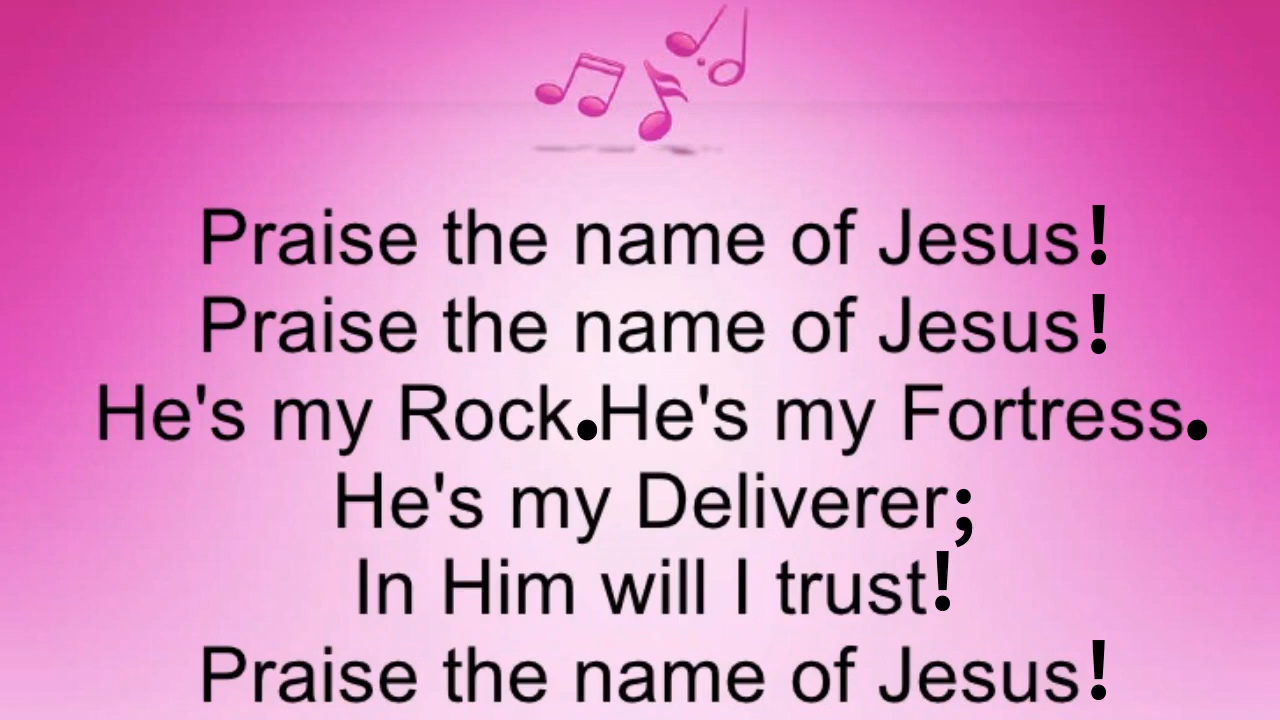 Praise the name of Jesus!
Praise the name of Jesus!
He's my Rock.He's my Fortress.
He's my Deliverer;
In Him will I trust!
Praise the name of Jesus!